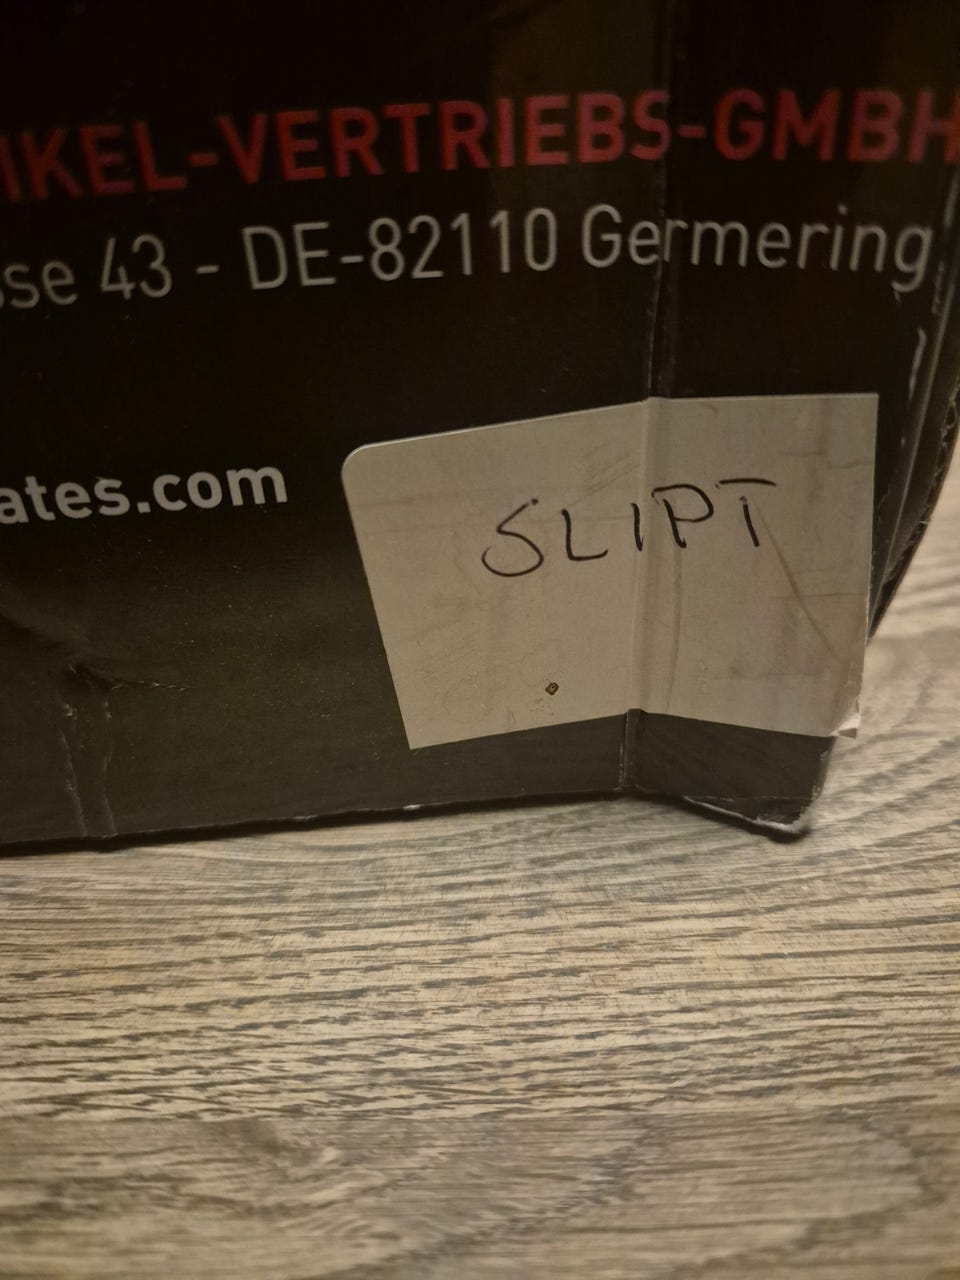 IKEL-VERTRIEBS-GMBH
sse 43 - DE-82110 Germering
ates.com
SLIPT